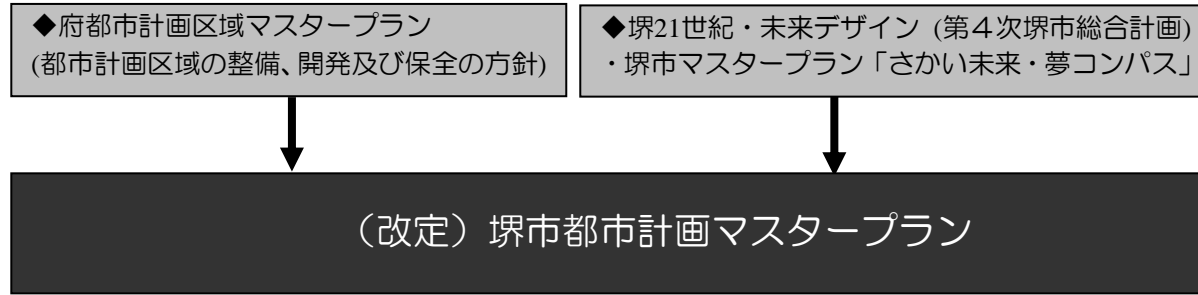 ◆府都市計画区域マスタープラン
(都市計画区域の整備、開発及び保全の方針)
◆堺21世紀・未来デザイン (第4次堺市総合計画)
・堺市マスタープラン「さかい未来・夢コンパス」
（改定）堺市都市計画マスタープラン